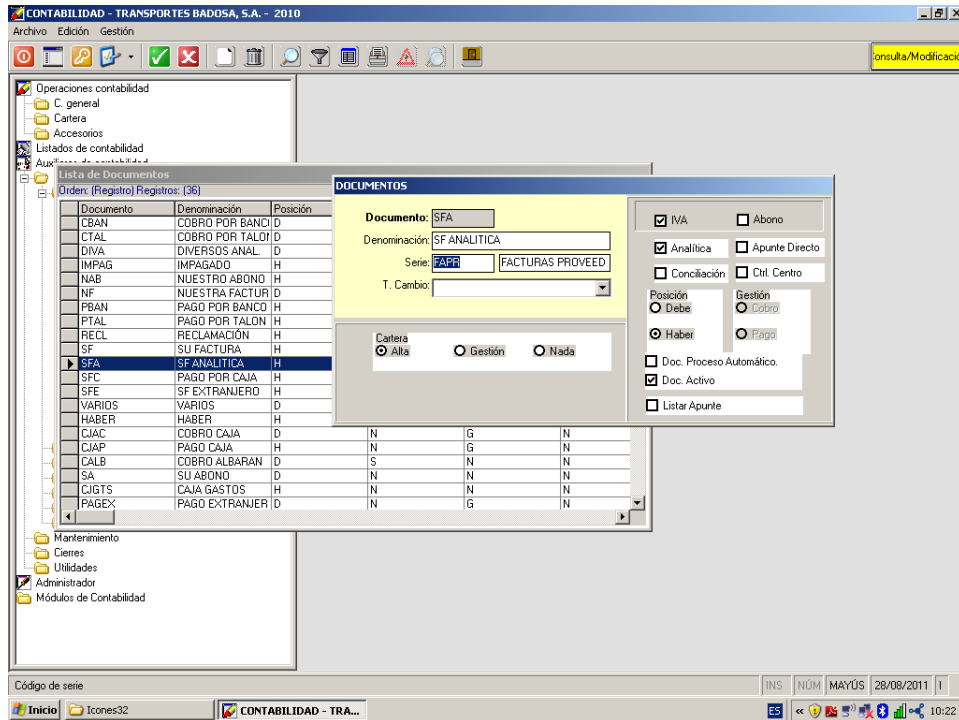 CONTABILIDAD - TRANSPORTES BADOSA, S.A. - 2010
Archivo Edición Gestión
Consulta/Modificació
Operaciones contabilidad
C. general
Cartera
Accesorios
Listados de contabilidad
Lista de Documentos
Orden: (Registro) Registros: (36)
Documento Denominación Posición
CBAN COBRO POR BANCO D
CTAL COBRO POR TALON D
DIVA DIVERSOS ANAL. D
IMPAG IMPAGADO H
NAB NUESTRO ABONO H
NF NUESTRA FACTUR D
PBAN PAGO POR BANCO H
PTAL PAGO POR TALON H
RECL RECLAMACIÓN H
SF SU FACTURA H
SFA SF ANALITICA H
SFC PAGO POR CAJA H
SFE SF EXTRANJERO H
VARIOS VARIOS D
HABER HABER H
CJAC COBRO CAJA D N G N
CJAP PAGO CAJA H N G N
CALB COBRO ALBARAN D S N N
SA SU ABONO D N N N
CJGTS CAJA GASTOS H N N N
PAGEX PAGO EXTRANJER D N G N
DOCUMENTOS
Documento: SFA
Denominación: SF ANALITICA
Serie: FAPR FACTURAS PROVEED
T. Cambio:
Cartera
Alta Gestión Nada
IVA Abono
Analítica Apunte Directo
Conciliación Ctrl. Centro
Posición Gestión
Debe Cobro
Haber Pago
Doc. Proceso Automático.
Doc. Activo
Listar Apunte
Mantenimiento
Cierres
Utilidades
Administrador
Módulos de Contabilidad
Código de serie
INS NÚM MAYÚS 28/08/2011
Inicio Icones32 CONTABILIDAD - TRA... ES « 10:22